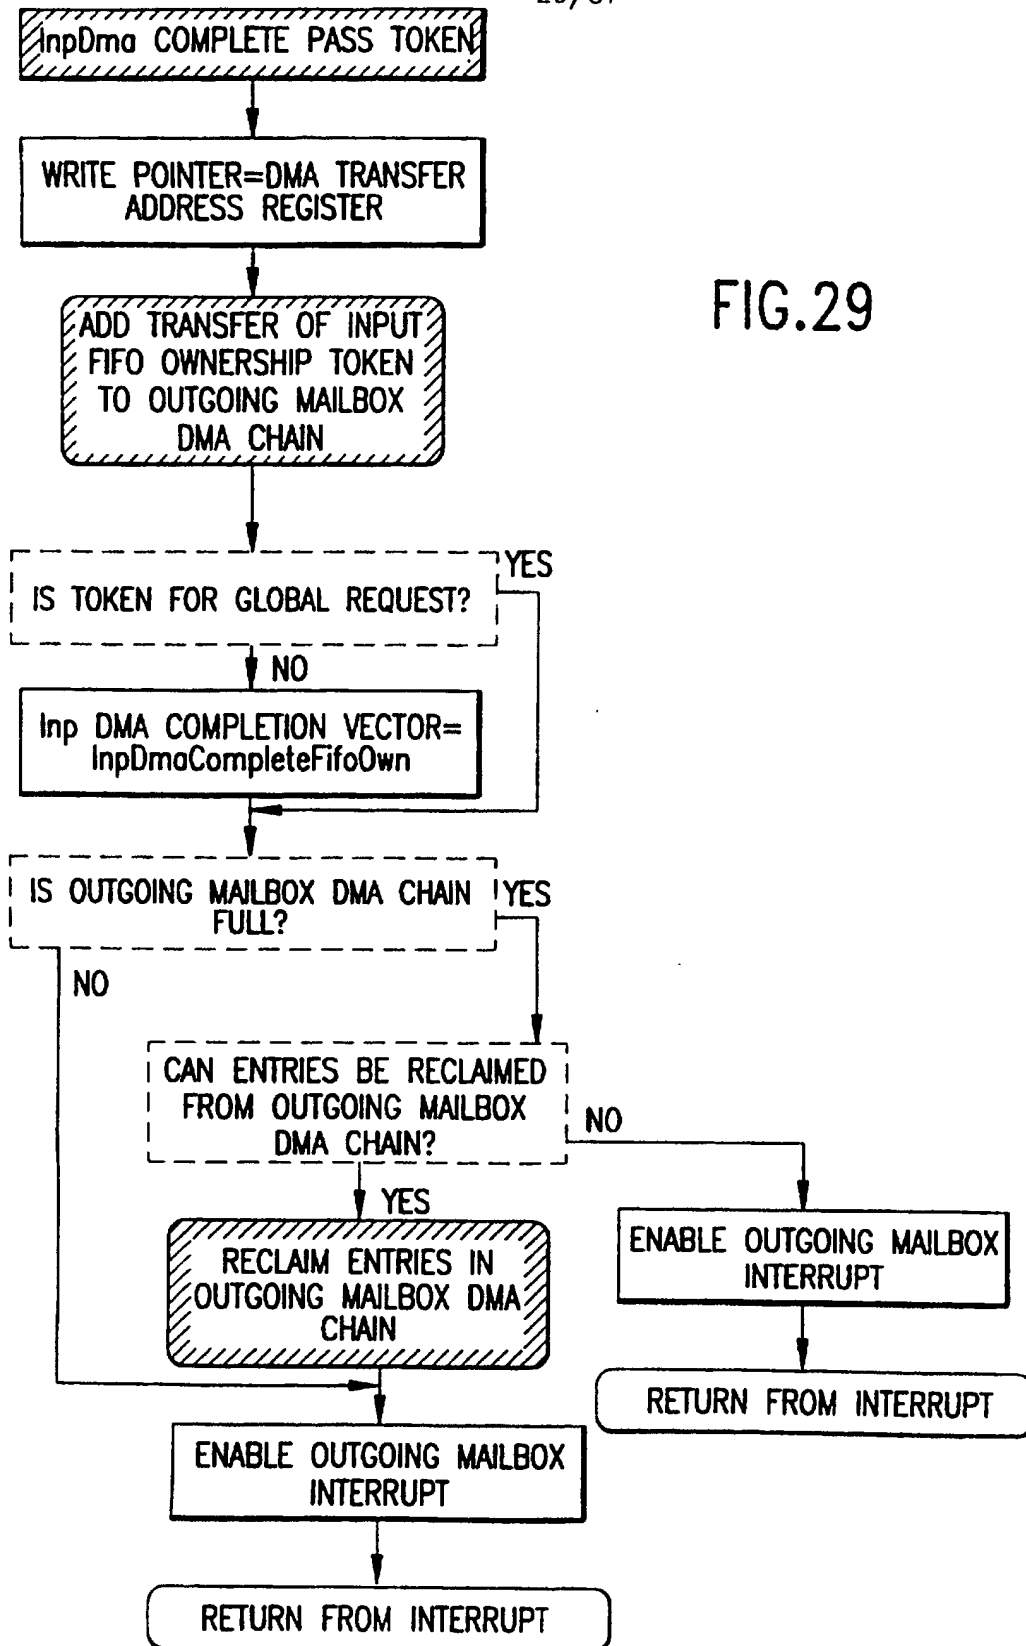 InpDma COMPLETE PASS TOKEN
WRITE POINTER=DMA TRANSFER
ADDRESS REGISTER
FIG.29
ADD TRANSFER OF INPUT
FIFO OWNERSHIP TOKEN
TO OUTGOING MAILBOX
DMA CHAIN
YES
IS TOKEN FOR GLOBAL REQUEST?
NO
Inp DMA COMPLETION VECTOR=
InpDmaCompleteFifoOwn
IS OUTGOING MAILBOX DMA CHAIN
FULL?
YES
NO
CAN ENTRIES BE RECLAIMED
FROM OUTGOING MAILBOX
DMA CHAIN?
NO
YES
RECLAIM ENTRIES IN
OUTGOING MAILBOX DMA
CHAIN
ENABLE OUTGOING MAILBOX
INTERRUPT
RETURN FROM INTERRUPT
ENABLE OUTGOING MAILBOX
INTERRUPT
RETURN FROM INTERRUPT